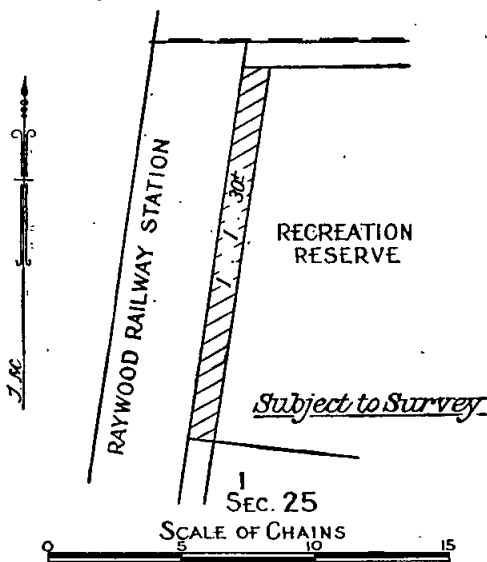 RAYWOOD RAILWAY STATION
30±
1
RECREATION
RESERVE
Subject to Survey
1
SEC. 25
SCALE OF CHAINS
0 5 10 15